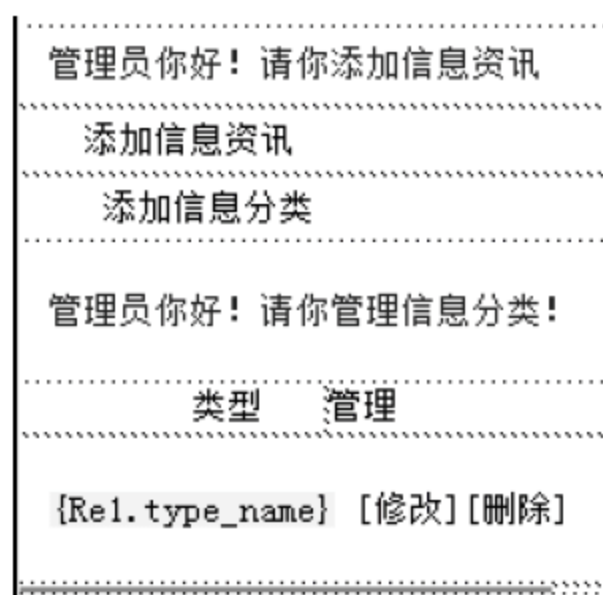 管理员你好！请你添加信息资讯
添加信息资讯
添加信息分类
管理员你好！请你管理信息分类！
类型 管理
{Re1.type_name} [修改][删除]